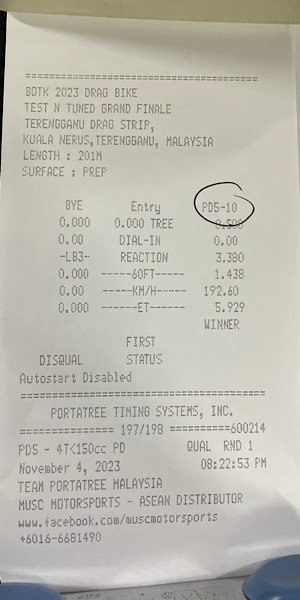 ===================================
BDTK 2023 DRAG BIKE
TEST N TUNED GRAND FINALE
TERENGGANU DRAG STRIP,
KUALA NERUS,TERENGGANU, MALAYSIA
LENGTH : 201M
SURFACE : PREP
BYE Entry PD5-10
0.000 0.000 TREE 0.500
0.00 DIAL-IN 0.00
-LB3- REACTION 3.380
0.000 -----60FT------ 1.438
0.00 -----KM/H------ 192.60
0.000 ------ET------- 5.929
WINNER
FIRST
DISQUAL STATUS
Autostart Disabled
=====================================
PORTATREE TIMING SYSTEMS, INC.
=============== 197/198 ==========600214
PD5 - 4T<150cc PD QUAL RND 1
November 4, 2023 08:22:53 PM
TEAM PORTATREE MALAYSIA
MUSC MOTORSPORTS - ASEAN DISTRIBUTOR
www.facebook.com/muscmotorsports
+6016-6681490